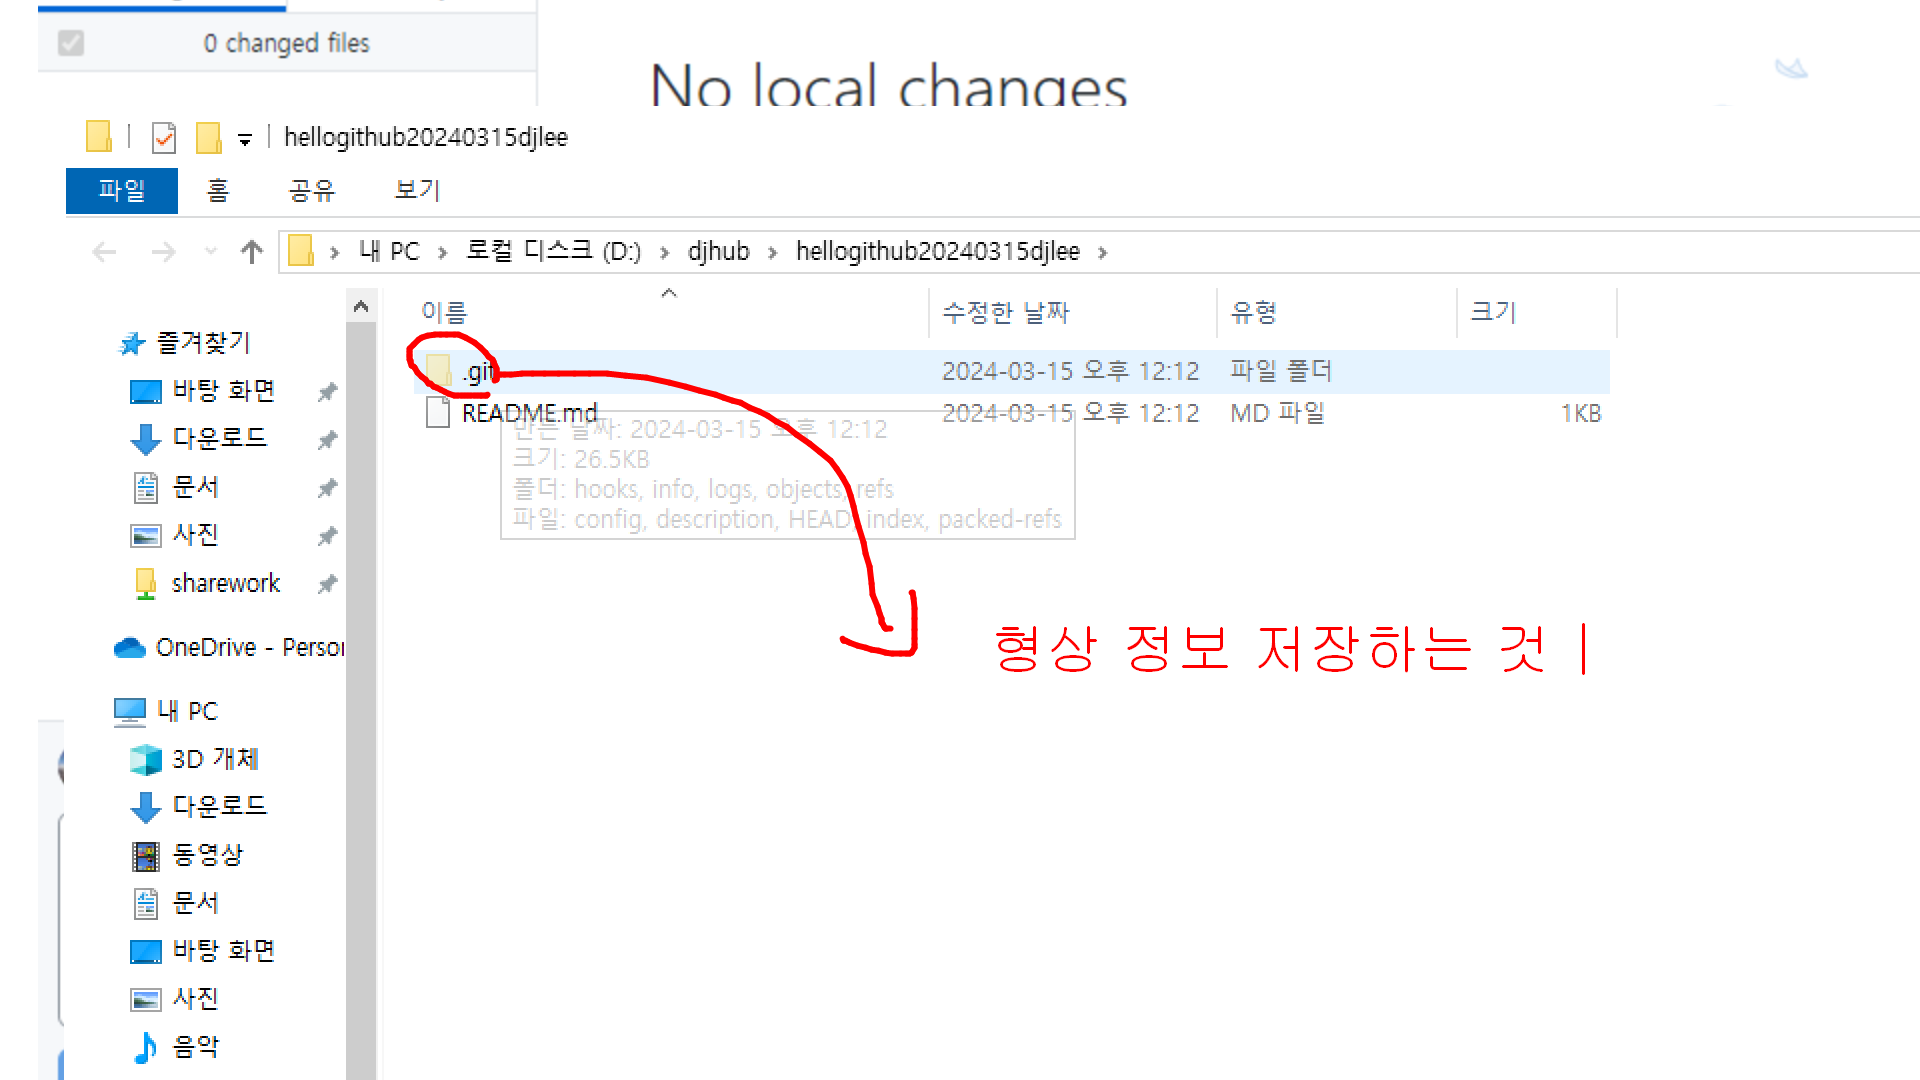 0 changed files
No local changes
hellogithub20240315djlee
파일 홈 공유 보기
내 PC 로컬 디스크 (D:) djhub hellogithub20240315djlee
이름 수정한 날짜 유형 크기
.git 2024-03-15 오후 12:12 파일 폴더
README.md 2024-03-15 오후 12:12 MD 파일 1KB
만든 날짜: 2024-03-15 오후 12:12
크기: 26.5KB
폴더: hooks, info, logs, objects, refs
파일: config, description, HEAD, index, packed-refs
형상 정보 저장하는 것
즐겨찾기
바탕 화면
다운로드
문서
사진
sharework
OneDrive - Person
내 PC
3D 개체
다운로드
동영상
문서
바탕 화면
사진
음악